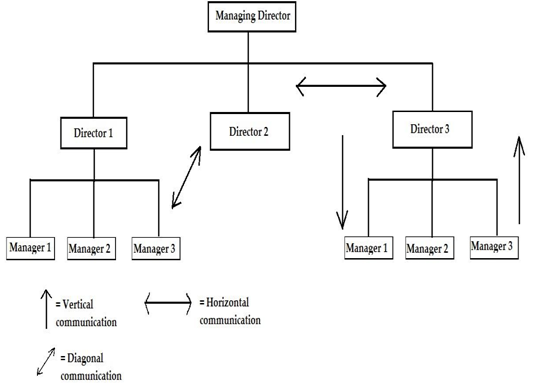 Managing Director
Director 1
Director 2
Director 3
Manager 1
Manager 2
Manager 3
Manager 1
Manager 2
Manager 3
= Vertical
communication
= Horizontal
communication
= Diagonal
communication